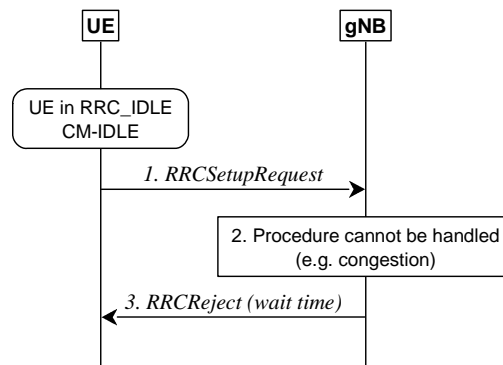 UE
gNB
UE in RRC_IDLE
CM-IDLE
1. RRCSetupRequest
2. Procedure cannot be handled
(e.g. congestion)
3. RRCReject (wait time)